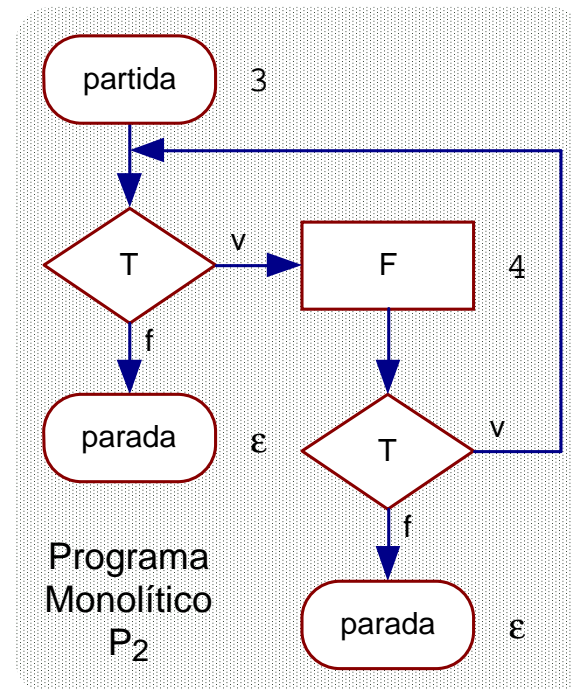 partida 3
T v F 4
f
parada ε
T v
f
Programa
Monolítico
P2
parada ε